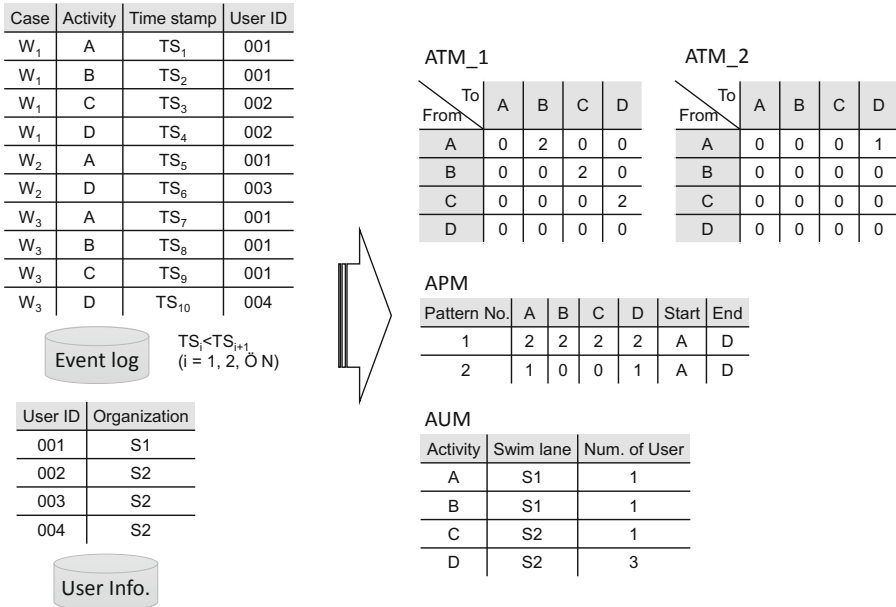 Case Activity Time stamp User ID
W1 A TS1 001
W1 B TS2 001
W1 C TS3 002
W1 D TS4 002
W2 A TS5 001
W2 D TS6 003
W3 A TS7 001
W3 B TS8 001
W3 C TS9 001
W3 D TS10 004
Event log
TSi<TSi+1
(i = 1, 2, Ö N)
User ID Organization
001 S1
002 S2
003 S2
004 S2
User Info.
ATM_1
To
From A B C D
A 0 2 0 0
B 0 0 2 0
C 0 0 0 2
D 0 0 0 0
ATM_2
To
From A B C D
A 0 0 0 1
B 0 0 0 0
C 0 0 0 0
D 0 0 0 0
APM
Pattern No. A B C D Start End
1 2 2 2 2 A D
2 1 0 0 1 A D
AUM
Activity Swim lane Num. of User
A S1 1
B S1 1
C S2 1
D S2 3